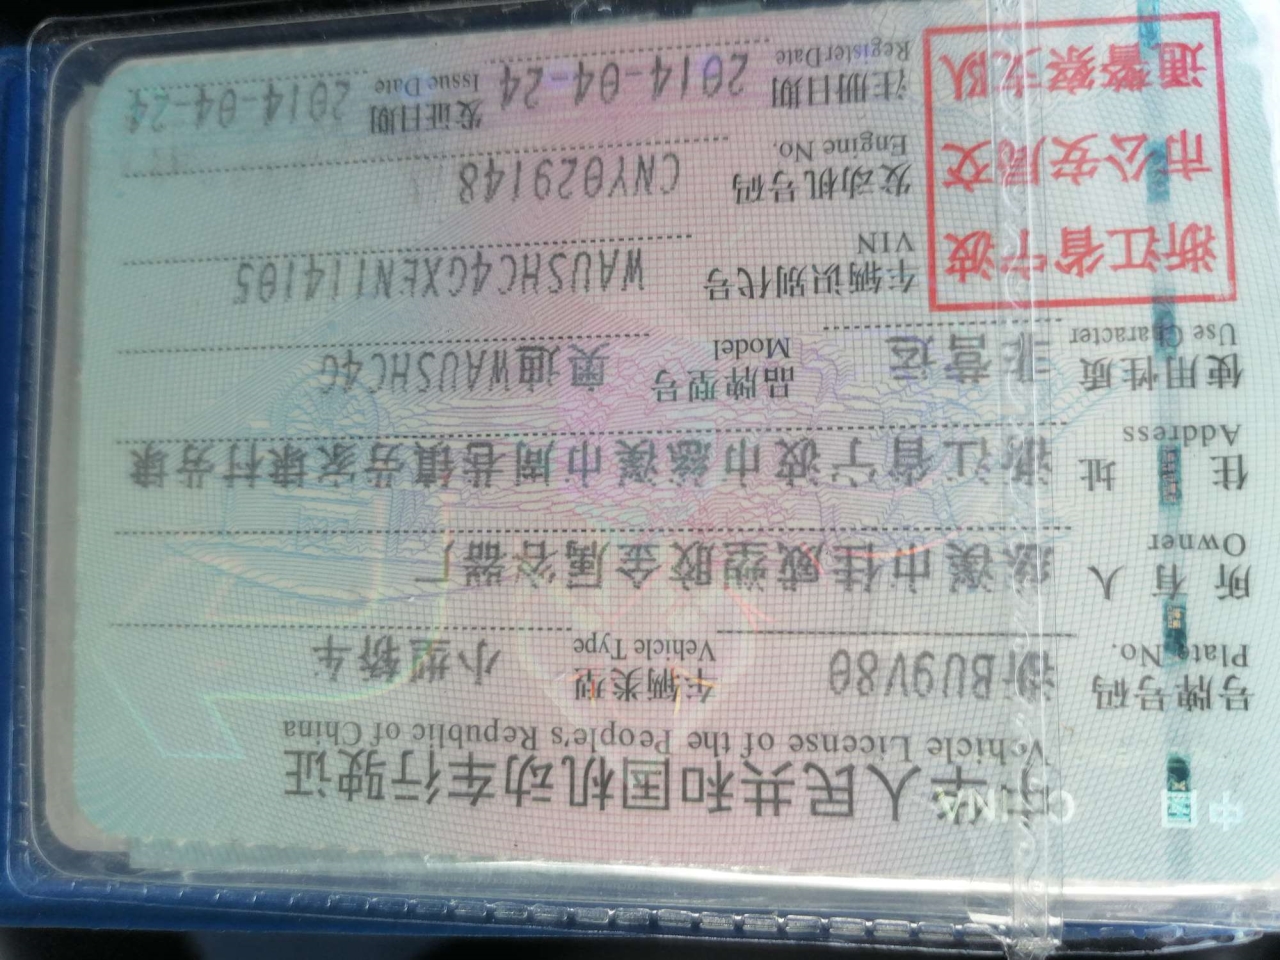 中国 CHINA
中华人民共和国机动车行驶证
Vehicle License of the People's Republic of China
号牌号码 Plate No. 浙BU9V80 车辆类型 Vehicle Type 小型轿车
所有人 Owner 慈溪市佳威塑胶金属容器厂
住址 Address 浙江省宁波市慈溪市周巷镇劳家埭村劳家埭
使用性质 Use Character 非营运 品牌型号 Model 奥迪WAUSHC4G
车辆识别代号 VIN WAUSHC4GXEN114105
发动机号码 Engine No. CNY029148
注册日期 Register Date 2014-04-24 发证日期 Issue Date 2014-04-24
浙江省宁波
市公安局交
通警察支队